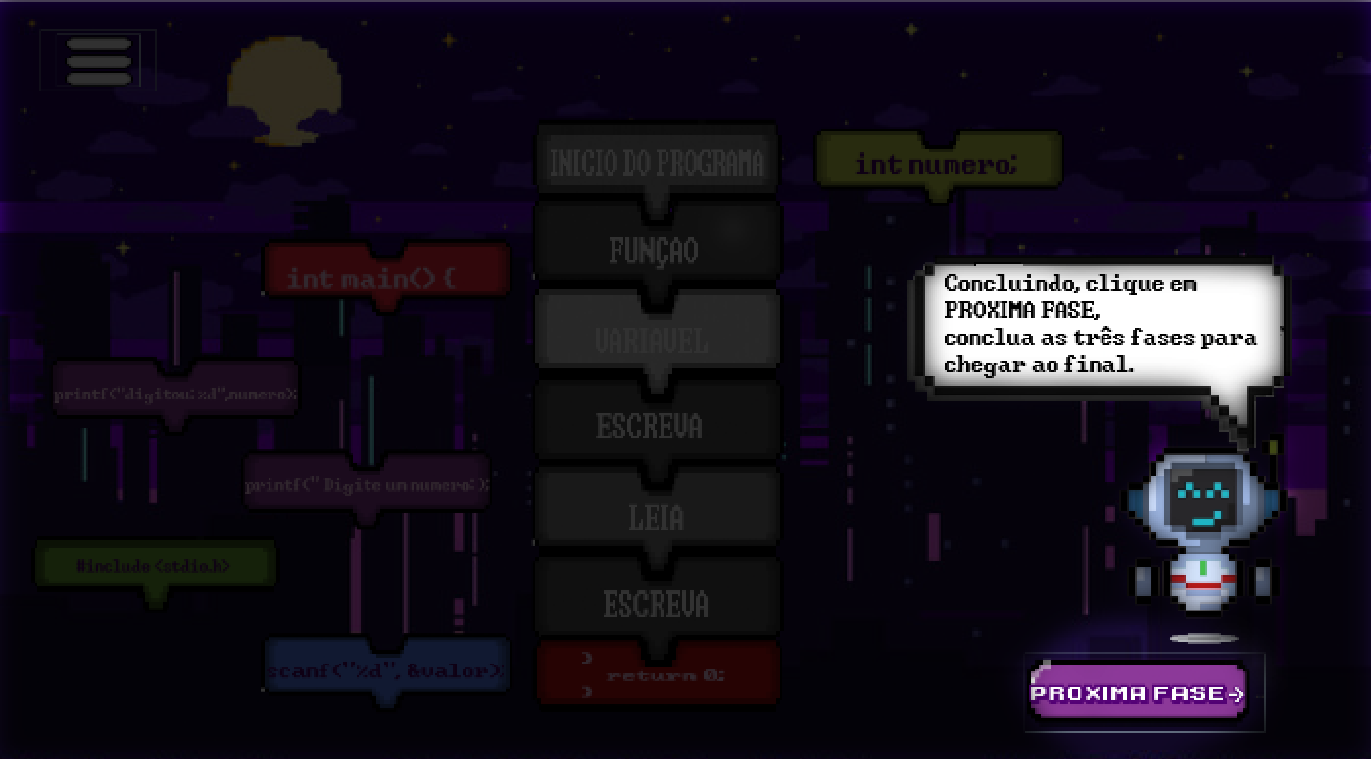 INICIO DO PROGRAMA
int numero;
FUNÇAO
int main() {
Concluindo, clique em
PROXIMA FASE,
conclua as três fases para
chegar ao final.
VARIAVEL
printf("digitou: %d",numero);
ESCREVA
printf(" Digite um numero: );
LEIA
#include <stdio.h>
ESCREVA
scanf("%d", &valor);
}
return 0;
}
PROXIMA FASE→